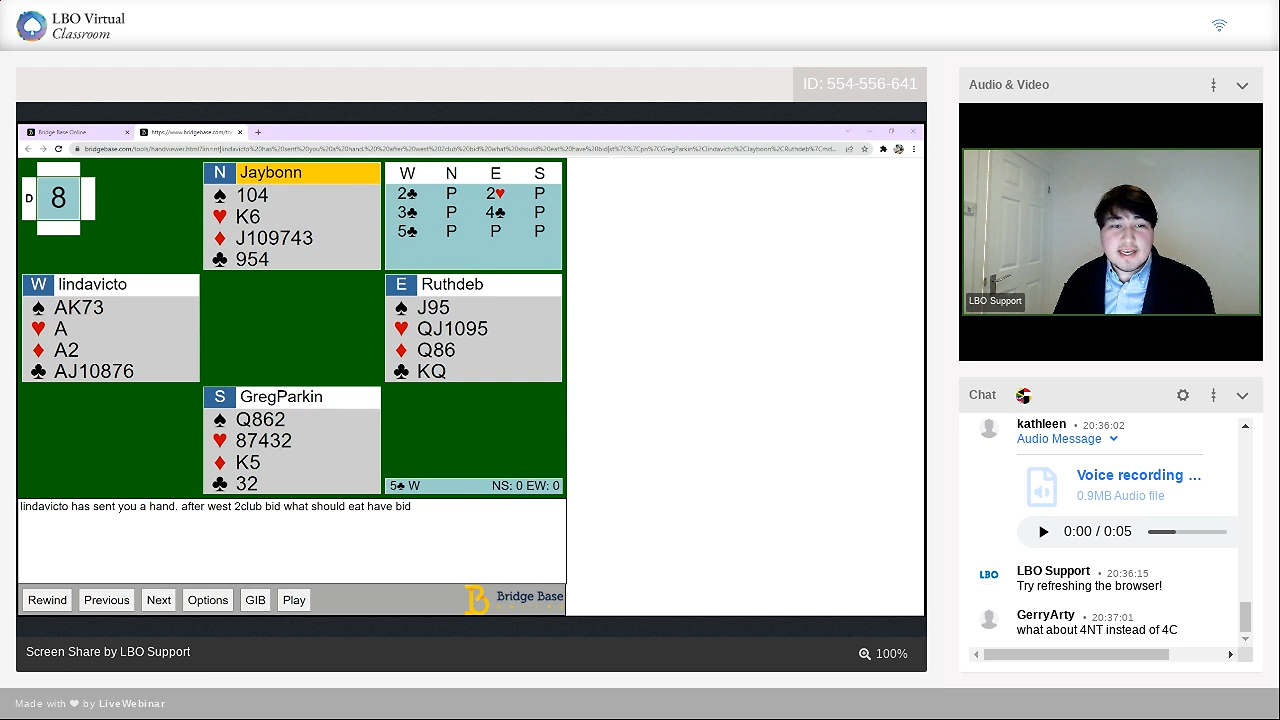 LBO Virtual
Classroom
ID: 554-556-641
Bridge Base Online
https://www.bridgebase.com/to
N Jaybonn
♠ 104
♥ K6
♦ J109743
♣ 954
W N E S
2♣ P 2♥ P
3♣ P 4♣ P
5♣ P P P
D 8
W lindavicto
♠ AK73
♥ A
♦ A2
♣ AJ10876
E Ruthdeb
♠ J95
♥ QJ1095
♦ Q86
♣ KQ
S GregParkin
♠ Q862
♥ 87432
♦ K5
♣ 32
5♣ W NS: 0 EW: 0
lindavicto has sent you a hand. after west 2club bid what should eat have bid
Rewind Previous Next Options GIB Play
Bridge Base
Screen Share by LBO Support
100%
Audio & Video
LBO Support
Chat
kathleen • 20:36:02
Audio Message
Voice recording ...
0.9MB Audio file
0:00 / 0:05
LBO
LBO Support • 20:36:15
Try refreshing the browser!
GerryArty • 20:37:01
what about 4NT instead of 4C
Made with ♥ by LiveWebinar